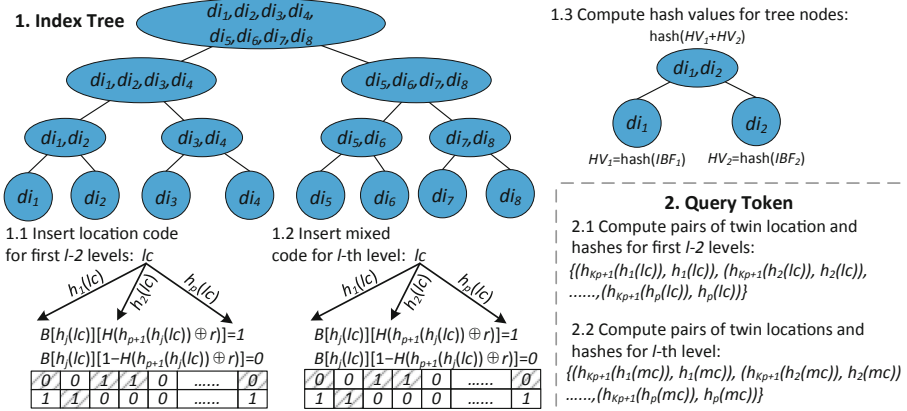 1. Index Tree
di₁,di₂,di₃,di₄,
di₅,di₆,di₇,di₈
di₁,di₂,di₃,di₄
di₅,di₆,di₇,di₈
di₁,di₂
di₃,di₄
di₅,di₆
di₇,di₈
di₁
di₂
di₃
di₄
di₅
di₆
di₇
di₈
1.1 Insert location code
for first l-2 levels: lc
h₁(lc)
h₂(lc)
hₚ(lc)
B[hⱼ(lc)][H(hₚ₊₁(hⱼ(lc))⊕r)]=1
B[hⱼ(lc)][1−H(hₚ₊₁(hⱼ(lc))⊕r)]=0
0 0 1 1 0 ...... 0
1 1 0 0 0 ...... 1
1.2 Insert mixed
code for l-th level: lc
h₁(lc)
h₂(lc)
hₚ(lc)
B[hⱼ(lc)][H(hₚ₊₁(hⱼ(lc))⊕r)]=1
B[hⱼ(lc)][1−H(hₚ₊₁(hⱼ(lc))⊕r)]=0
0 0 1 1 0 ...... 0
1 1 0 0 0 ...... 1
1.3 Compute hash values for tree nodes:
hash(HV₁+HV₂)
di₁,di₂
di₁
di₂
HV₁=hash(IBF₁)
HV₂=hash(IBF₂)
2. Query Token
2.1 Compute pairs of twin location and
hashes for first l-2 levels:
{(h_Kp+1(h₁(lc)), h₁(lc)), (h_Kp+1(h₂(lc)), h₂(lc)),
......,(h_Kp+1(hₚ(lc)), hₚ(lc))}
2.2 Compute pairs of twin locations and
hashes for l-th level:
{(h_Kp+1(h₁(mc)), h₁(mc)), (h_Kp+1(h₂(mc)), h₂(mc))
......,(h_Kp+1(hₚ(mc)), hₚ(mc))}